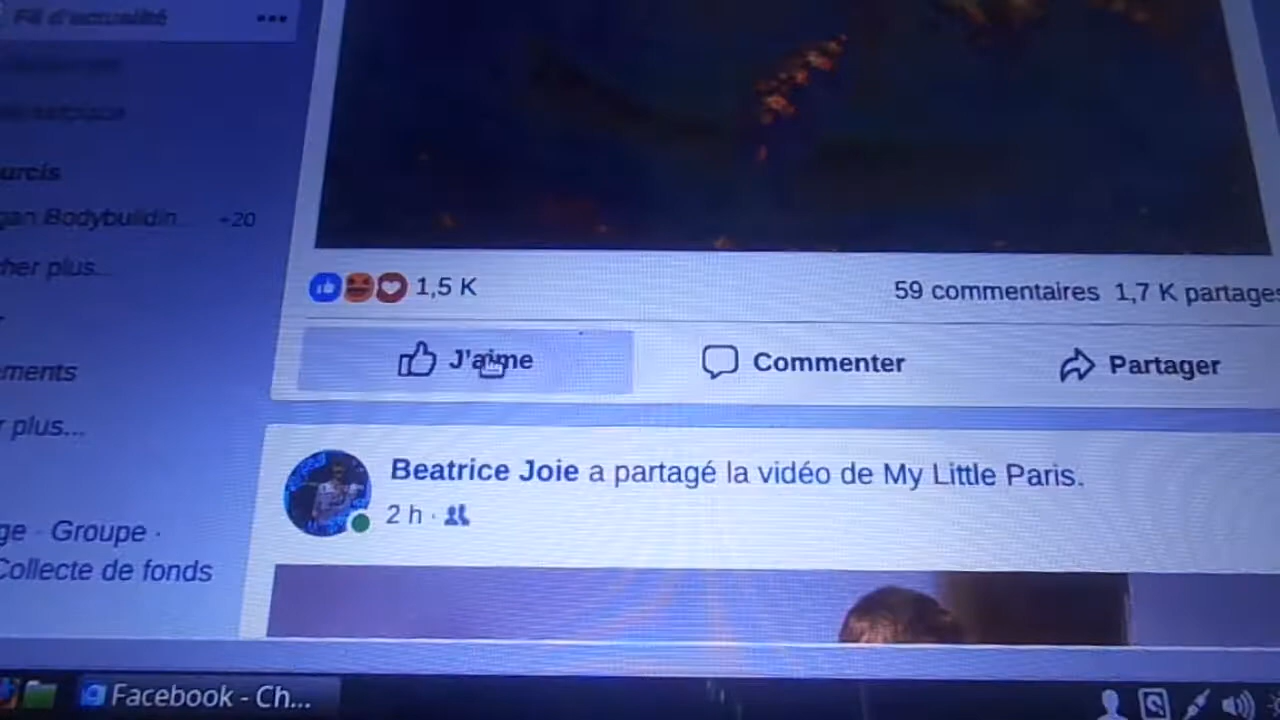 Fil d'actualité
urcis
gan Bodybuildin... +20
her plus...
ments
r plus...
ge · Groupe ·
Collecte de fonds
1,5 K
59 commentaires 1,7 K partages
J'aime
Commenter
Partager
Beatrice Joie a partagé la vidéo de My Little Paris.
2 h ·
Facebook - Ch...